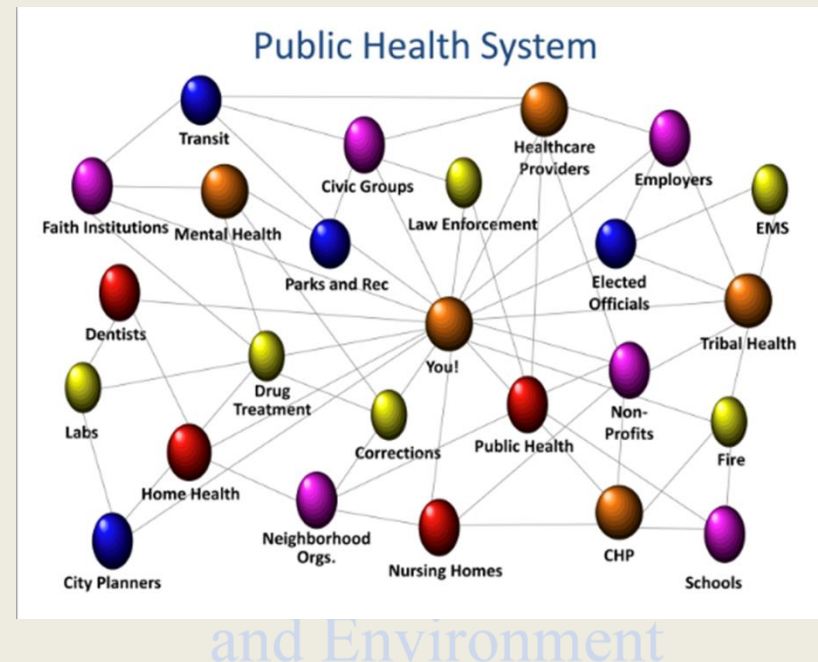 Public Health System
Transit
Healthcare
Providers
Civic Groups
Employers
Faith Institutions
Mental Health
Law Enforcement
EMS
Parks and Rec
Elected
Officials
Dentists
You!
Tribal Health
Drug
Treatment
Labs
Non-
Profits
Corrections
Public Health
Fire
Home Health
Neighborhood
Orgs.
Nursing Homes
CHP
City Planners
Schools
and Environment